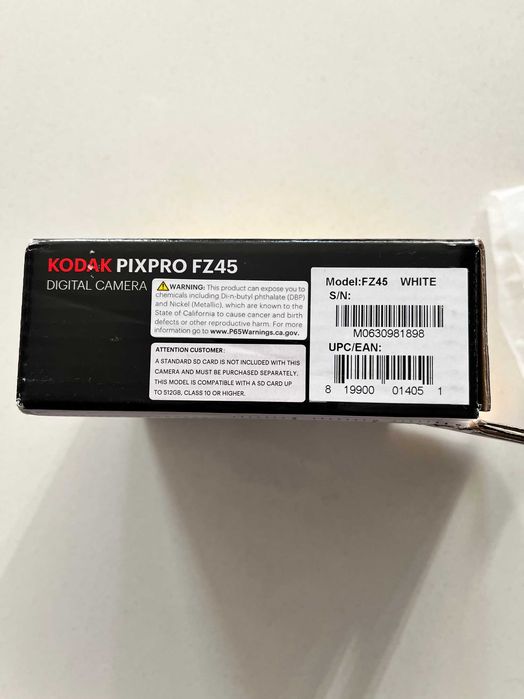 KODAK PIXPRO FZ45
DIGITAL CAMERA
WARNING: This product can expose you to
chemicals including Di-n-butyl phthalate (DBP)
and Nickel (Metallic), which are known to the
State of California to cause cancer and birth
defects or other reproductive harm. For more
information go to www.P65Warnings.ca.gov.
ATTENTION CUSTOMER:
A STANDARD SD CARD IS NOT INCLUDED WITH THIS
CAMERA AND MUST BE PURCHASED SEPARATELY.
THIS MODEL IS COMPATIBLE WITH A SD CARD UP
TO 512GB, CLASS 10 OR HIGHER.
Model:FZ45 WHITE
S/N:
M0630981898
UPC/EAN:
8 19900 01405 1